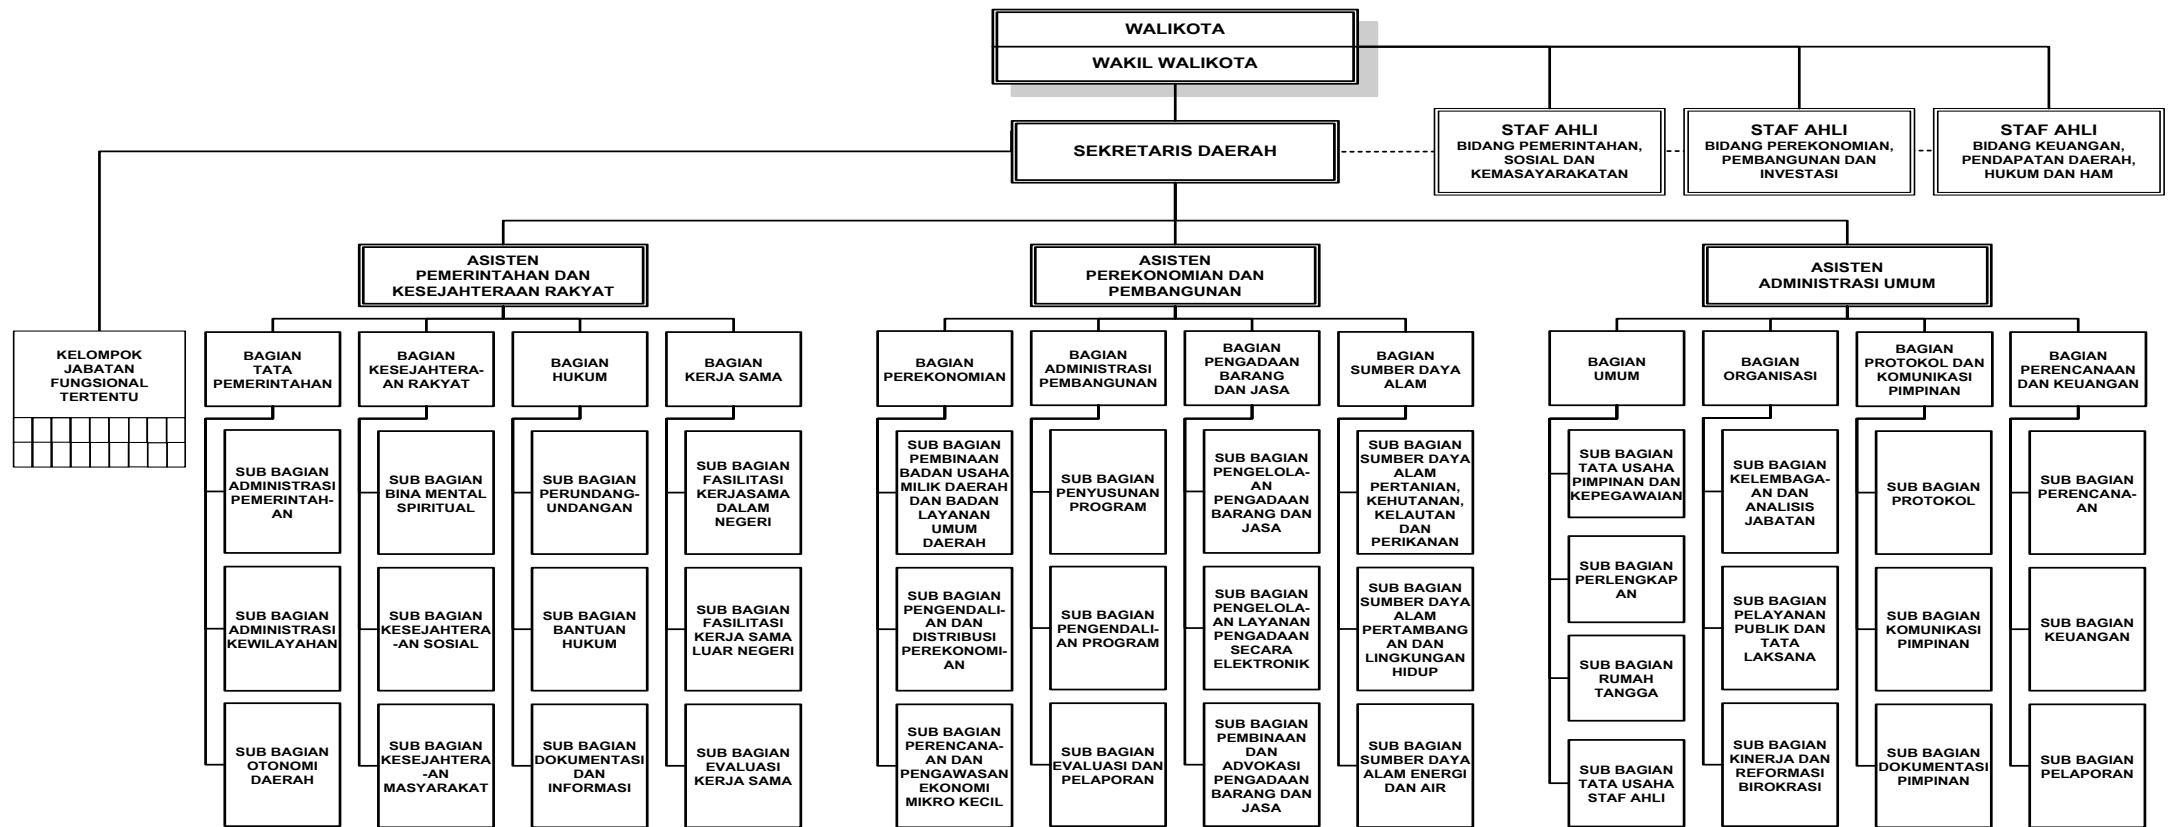 WALIKOTA
WAKIL WALIKOTA
SEKRETARIS DAERAH
STAF AHLI
BIDANG PEMERINTAHAN,
SOSIAL DAN
KEMASAYARAKATAN
STAF AHLI
BIDANG PEREKONOMIAN,
PEMBANGUNAN DAN
INVESTASI
STAF AHLI
BIDANG KEUANGAN,
PENDAPATAN DAERAH,
HUKUM DAN HAM
ASISTEN
PEMERINTAHAN DAN
KESEJAHTERAAN RAKYAT
ASISTEN
PEREKONOMIAN DAN
PEMBANGUNAN
ASISTEN
ADMINISTRASI UMUM
KELOMPOK
JABATAN
FUNGSIONAL
TERTENTU
BAGIAN
TATA
PEMERINTAHAN
BAGIAN
KESEJAHTERA-
AN RAKYAT
BAGIAN
HUKUM
BAGIAN
KERJA SAMA
BAGIAN
PEREKONOMIAN
BAGIAN
ADMINISTRASI
PEMBANGUNAN
BAGIAN
PENGADAAN
BARANG
DAN JASA
BAGIAN
SUMBER DAYA
ALAM
BAGIAN
UMUM
BAGIAN
ORGANISASI
BAGIAN
PROTOKOL DAN
KOMUNIKASI
PIMPINAN
BAGIAN
PERENCANAAN
DAN KEUANGAN
SUB BAGIAN
ADMINISTRASI
PEMERINTAH-
AN
SUB BAGIAN
BINA MENTAL
SPIRITUAL
SUB BAGIAN
PERUNDANG-
UNDANGAN
SUB BAGIAN
FASILITASI
KERJASAMA
DALAM
NEGERI
SUB BAGIAN
PEMBINAAN
BADAN USAHA
MILIK DAERAH
DAN BADAN
LAYANAN
UMUM
DAERAH
SUB BAGIAN
PENYUSUNAN
PROGRAM
SUB BAGIAN
PENGELOLA-
AN
PENGADAAN
BARANG DAN
JASA
SUB BAGIAN
SUMBER DAYA
ALAM
PERTANIAN,
KEHUTANAN,
KELAUTAN
DAN
PERIKANAN
SUB BAGIAN
TATA USAHA
PIMPINAN DAN
KEPEGAWAIAN
SUB BAGIAN
KELEMBAGA-
AN DAN
ANALISIS
JABATAN
SUB BAGIAN
PROTOKOL
SUB BAGIAN
PERENCANA-
AN
SUB BAGIAN
ADMINISTRASI
KEWILAYAHAN
SUB BAGIAN
KESEJAHTERA
-AN SOSIAL
SUB BAGIAN
BANTUAN
HUKUM
SUB BAGIAN
FASILITASI
KERJA SAMA
LUAR NEGERI
SUB BAGIAN
PENGENDALI-
AN DAN
DISTRIBUSI
PEREKONOMI-
AN
SUB BAGIAN
PENGENDALI-
AN PROGRAM
SUB BAGIAN
PENGELOLA-
AN LAYANAN
PENGADAAN
SECARA
ELEKTRONIK
SUB BAGIAN
SUMBER DAYA
ALAM
PERTAMBANG
AN DAN
LINGKUNGAN
HIDUP
SUB BAGIAN
PERLENGKAP
AN
SUB BAGIAN
RUMAH
TANGGA
SUB BAGIAN
PELAYANAN
PUBLIK DAN
TATA
LAKSANA
SUB BAGIAN
KOMUNIKASI
PIMPINAN
SUB BAGIAN
KEUANGAN
SUB BAGIAN
OTONOMI
DAERAH
SUB BAGIAN
KESEJAHTERA
-AN
MASYARAKAT
SUB BAGIAN
DOKUMENTASI
DAN
INFORMASI
SUB BAGIAN
EVALUASI
KERJA SAMA
SUB BAGIAN
PERENCANA-
AN DAN
PENGAWASAN
EKONOMI
MIKRO KECIL
SUB BAGIAN
EVALUASI DAN
PELAPORAN
SUB BAGIAN
PEMBINAAN
DAN
ADVOKASI
PENGADAAN
BARANG DAN
JASA
SUB BAGIAN
SUMBER DAYA
ALAM ENERGI
DAN AIR
SUB BAGIAN
TATA USAHA
STAF AHLI
SUB BAGIAN
KINERJA DAN
REFORMASI
BIROKRASI
SUB BAGIAN
DOKUMENTASI
PIMPINAN
SUB BAGIAN
PELAPORAN